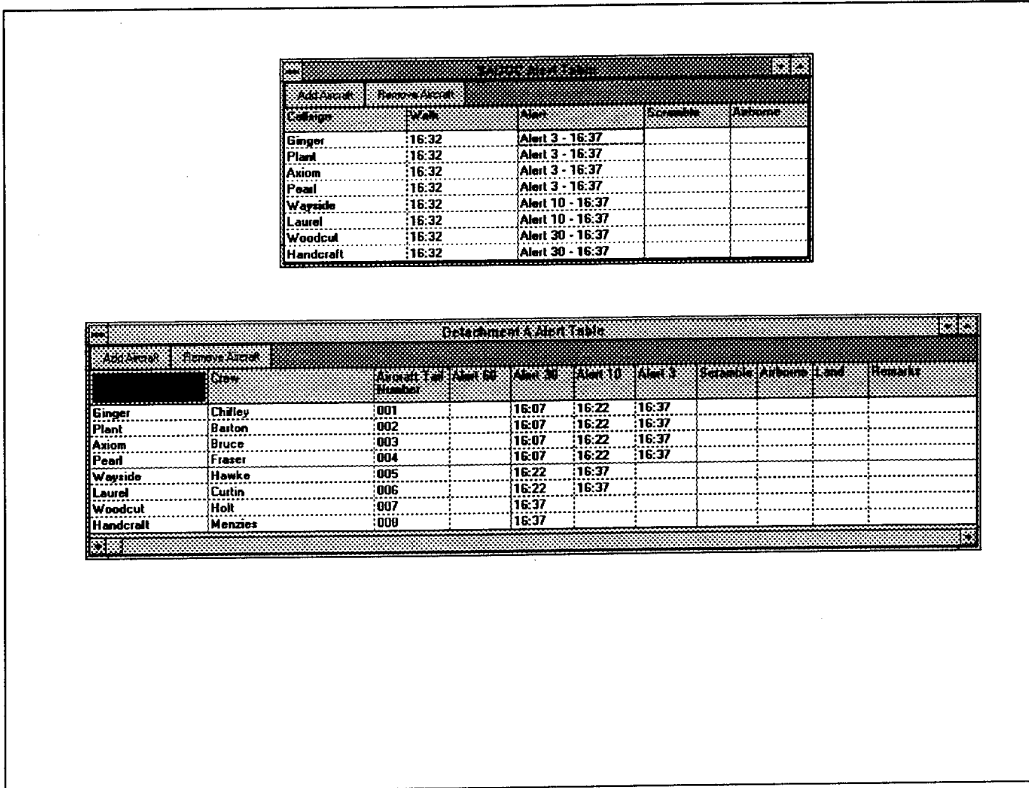 Alert Table
Add Aircraft Remove Aircraft
Callsign Walk Alert Scramble Airborne
Ginger 16:32 Alert 3 - 16:37
Plant 16:32 Alert 3 - 16:37
Axiom 16:32 Alert 3 - 16:37
Pearl 16:32 Alert 3 - 16:37
Wayside 16:32 Alert 10 - 16:37
Laurel 16:32 Alert 10 - 16:37
Woodcut 16:32 Alert 30 - 16:37
Handcraft 16:32 Alert 30 - 16:37
Detachment A Alert Table
Add Aircraft Remove Aircraft
Crew Aircraft Tail Number Alert 60 Alert 30 Alert 10 Alert 3 Scramble Airborne Land Remarks
Ginger Chifley 001 16:07 16:22 16:37
Plant Barton 002 16:07 16:22 16:37
Axiom Bruce 003 16:07 16:22 16:37
Pearl Fraser 004 16:07 16:22 16:37
Wayside Hawke 005 16:22 16:37
Laurel Curtin 006 16:22 16:37
Woodcut Holt 007 16:37
Handcraft Menzies 008 16:37